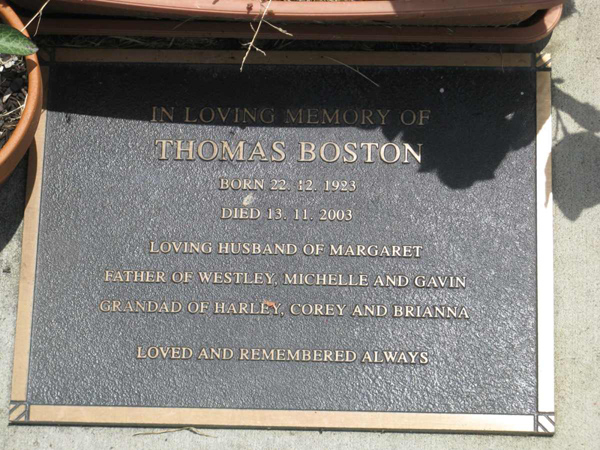 IN LOVING MEMORY OF
THOMAS BOSTON
BORN 22. 12. 1923
DIED 13. 11. 2003
LOVING HUSBAND OF MARGARET
FATHER OF WESTLEY, MICHELLE AND GAVIN
GRANDAD OF HARLEY, COREY AND BRIANNA
LOVED AND REMEMBERED ALWAYS